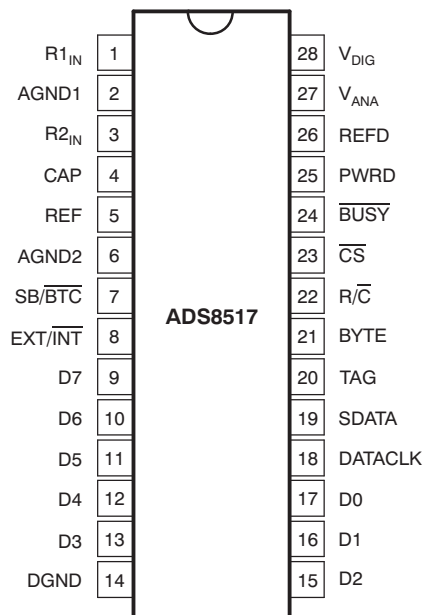 R1IN 1 28 VDIG
AGND1 2 27 VANA
R2IN 3 26 REFD
CAP 4 25 PWRD
REF 5 24 BUSY
AGND2 6 23 CS
SB/BTC 7 22 R/C
ADS8517
EXT/INT 8 21 BYTE
D7 9 20 TAG
D6 10 19 SDATA
D5 11 18 DATACLK
D4 12 17 D0
D3 13 16 D1
DGND 14 15 D2